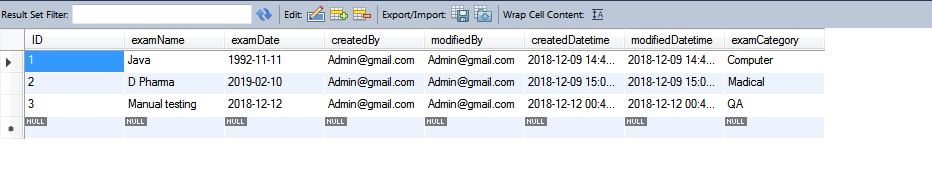 Result Set Filter: Edit: Export/Import: Wrap Cell Content:
ID examName examDate createdBy modifiedBy createdDatetime modifiedDatetime examCategory
1 Java 1992-11-11 Admin@gmail.com Admin@gmail.com 2018-12-09 14:4... 2018-12-09 14:4... Computer
2 D Pharma 2019-02-10 Admin@gmail.com Admin@gmail.com 2018-12-09 15:0... 2018-12-09 15:0... Madical
3 Manual testing 2018-12-12 Admin@gmail.com Admin@gmail.com 2018-12-12 00:4... 2018-12-12 00:4... QA
NULL NULL NULL NULL NULL NULL NULL NULL